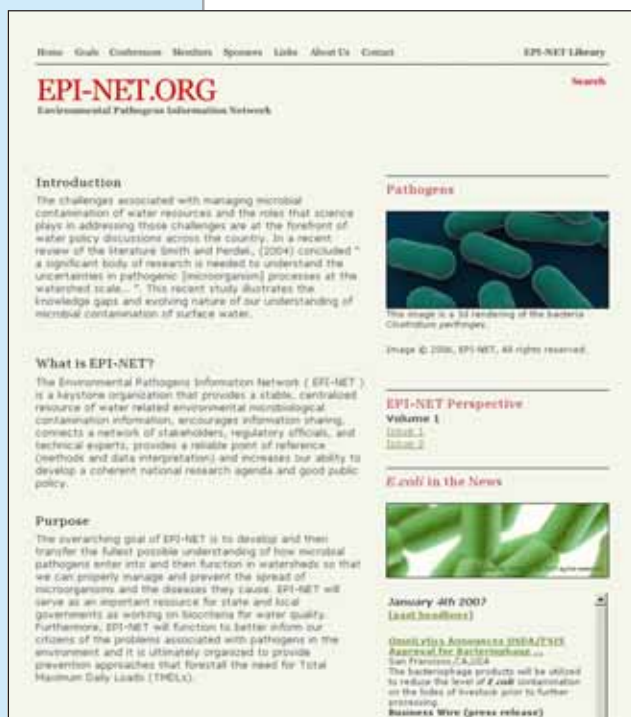 Home Goals Conferences Members Sponsors Links About Us Contact
EPI-NET Library
EPI-NET.ORG
Environmental Pathogens Information Network
Search
Introduction
The challenges associated with managing microbial
contamination of water resources and the roles that science
plays in addressing those challenges are at the forefront of
water policy discussions across the country. In a recent
review of the literature Smith and Perdek, (2004) concluded "
a significant body of research is needed to understand the
uncertainties in pathogenic [microorganism] processes at the
watershed scale... ". This recent study illustrates the
knowledge gaps and evolving nature of our understanding of
microbial contamination of surface water.
What is EPI-NET?
The Environmental Pathogens Information Network ( EPI-NET )
is a keystone organization that provides a stable, centralized
resource of water related environmental microbiological
contamination information, encourages information sharing,
connects a network of stakeholders, regulatory officials, and
technical experts, provides a reliable point of reference
(methods and data interpretation) and increases our ability to
develop a coherent national research agenda and good public
policy.
Purpose
The overarching goal of EPI-NET is to develop and then
transfer the fullest possible understanding of how microbial
pathogens enter into and then function in watersheds so that
we can properly manage and prevent the spread of
microorganisms and the diseases they cause. EPI-NET will
serve as an important resource for state and local
governments as working on biocriteria for water quality.
Furthermore, EPI-NET will function to better inform our
citizens of the problems associated with pathogens in the
environment and it is ultimately organized to provide
prevention approaches that forestall the need for Total
Maximum Daily Loads (TMDLs).
Pathogens
This image is a 3d rendering of the bacteria
Clostridium perfringes.
Image © 2006, EPI-NET, All rights reserved.
EPI-NET Perspective
Volume 1
Issue 1
Issue 2
E.coli in the News
January 4th 2007
[past headlines]
OmniLytics Announces USDA/FSIS
Approval for Bacteriophage ...
San Francisco,CA,USA
The bacteriophage products will be utilized
to reduce the level of E.coli contamination
on the hides of livestock prior to further
processing.
Business Wire (press release)